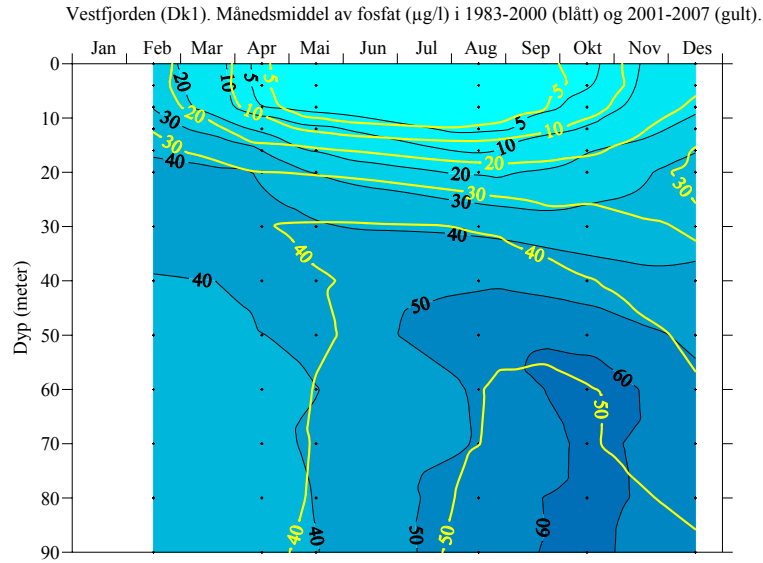 Vestfjorden (Dk1). Månedsmiddel av fosfat (µg/l) i 1983-2000 (blått) og 2001-2007 (gult).
Jan Feb Mar Apr Mai Jun Jul Aug Sep Okt Nov Des
0
20 10 5 5 5
10
30 20 10 5 10
15
30 40 20 20
20
30 30 30
30
40 40 40
40
40 50
Dyp (meter)
50
60
60
50
70
80
40 40 50 50 60
90